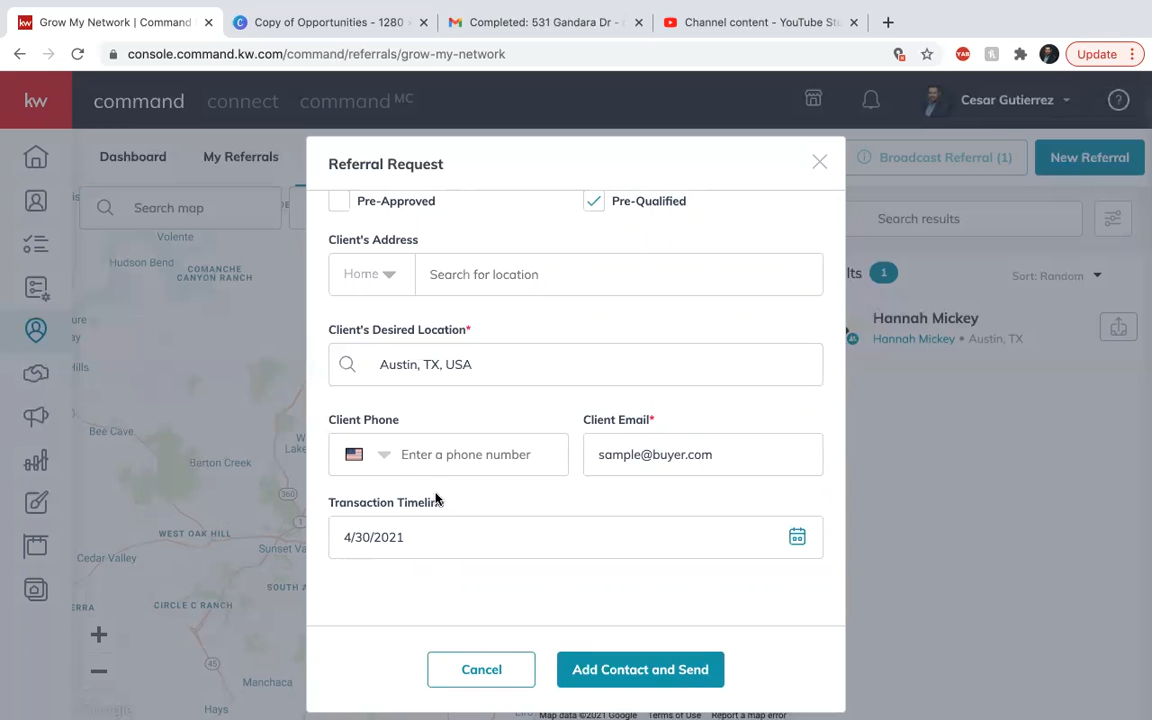 Grow My Network | Command
Copy of Opportunities - 1280
Completed: 531 Gandara Dr -
Channel content - YouTube Stu
console.command.kw.com/command/referrals/grow-my-network
YAB
Update
kw
command
connect
command MC
Cesar Gutierrez
Dashboard
My Referrals
Broadcast Referral (1)
New Referral
Search map
Search results
Volente
Hudson Bend
COMANCHE
CANYON RANCH
Sort: Random
1
Hannah Mickey
Hannah Mickey • Austin, TX
Bee Cave
Barton Creek
360
WEST OAK HILL
Cedar Valley
Sunset Va
SOUTH A
CIRCLE C RANCH
45
Manchaca
Hays
Map data ©2021 Google
Terms of Use
Report a map error
Referral Request
Pre-Approved
Pre-Qualified
Client's Address
Home
Search for location
Client's Desired Location*
Austin, TX, USA
Client Phone
Client Email*
Enter a phone number
sample@buyer.com
Transaction Timeline
4/30/2021
Cancel
Add Contact and Send